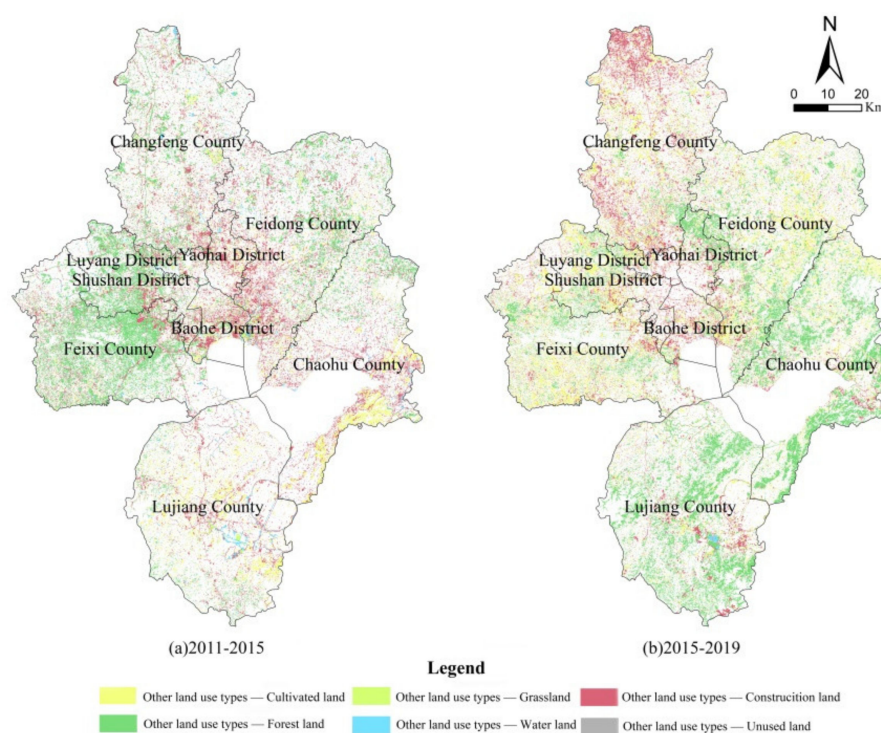 N
0 10 20
Km
Changfeng County
Feidong County
Yaohai District
Luyang District
Shushan District
Baohe District
Feixi County
Chaohu County
Lujiang County
(a)2011-2015
Changfeng County
Feidong County
Yaohai District
Luyang District
Shushan District
Baohe District
Feixi County
Chaohu County
Lujiang County
(b)2015-2019
Legend
Other land use types — Cultivated land
Other land use types — Grassland
Other land use types — Construcition land
Other land use types — Forest land
Other land use types — Water land
Other land use types — Unused land